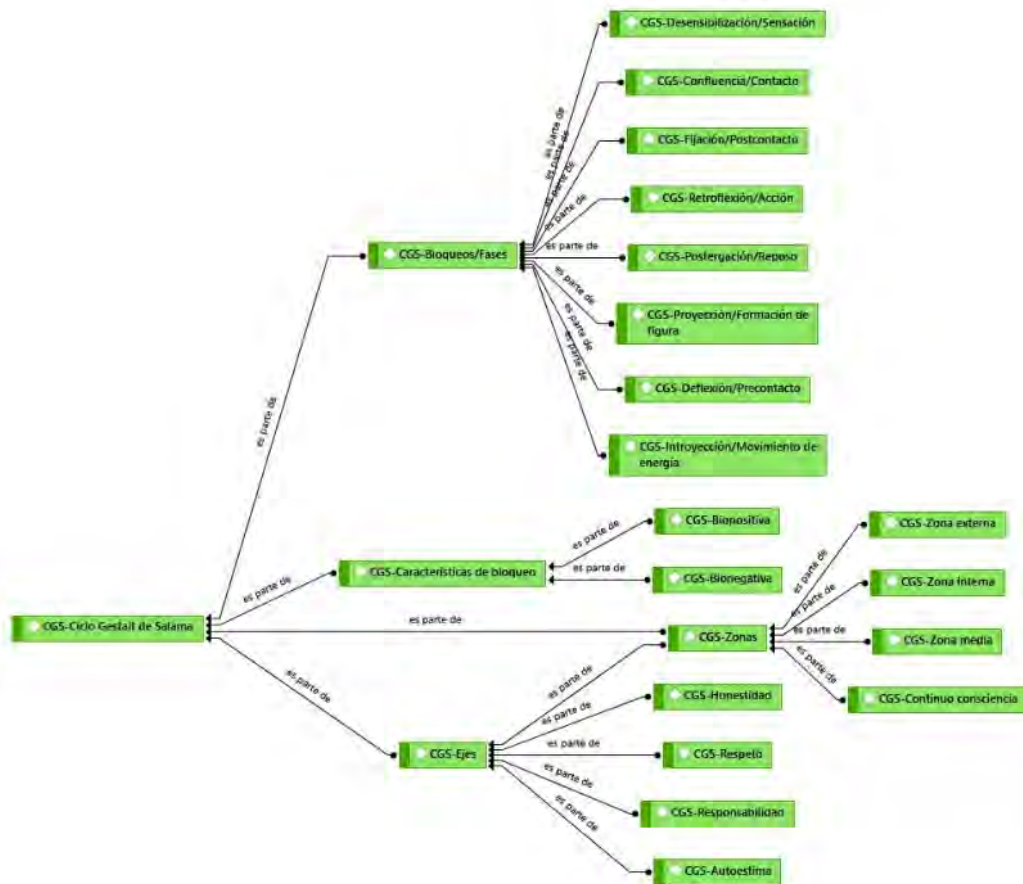 CGS-Desensibilización/Sensación
CGS-Confluencia/Contacto
CGS-Fijación/Postcontacto
CGS-Retroflexión/Acción
CGS-Postergación/Reposo
CGS-Proyección/Formación de
figura
CGS-Deflexión/Precontacto
CGS-Introyección/Movimiento de
energía
es parte de
es parte de
es parte de
es parte de
es parte de
es parte de
es parte de
es parte de
CGS-Bloqueos/Fases
es parte de
CGS-Características de bloqueo
es parte de
CGS-Biopositiva
es parte de
CGS-Bionegativa
es parte de
CGS-Ciclo Gestalt de Salama
es parte de
CGS-Zonas
es parte de
CGS-Zona externa
es parte de
CGS-Zona interna
es parte de
CGS-Zona media
es parte de
CGS-Continuo consciencia
es parte de
es parte de
CGS-Ejes
es parte de
CGS-Honestidad
es parte de
CGS-Respeto
es parte de
CGS-Responsabilidad
es parte de
CGS-Autoestima
es parte de